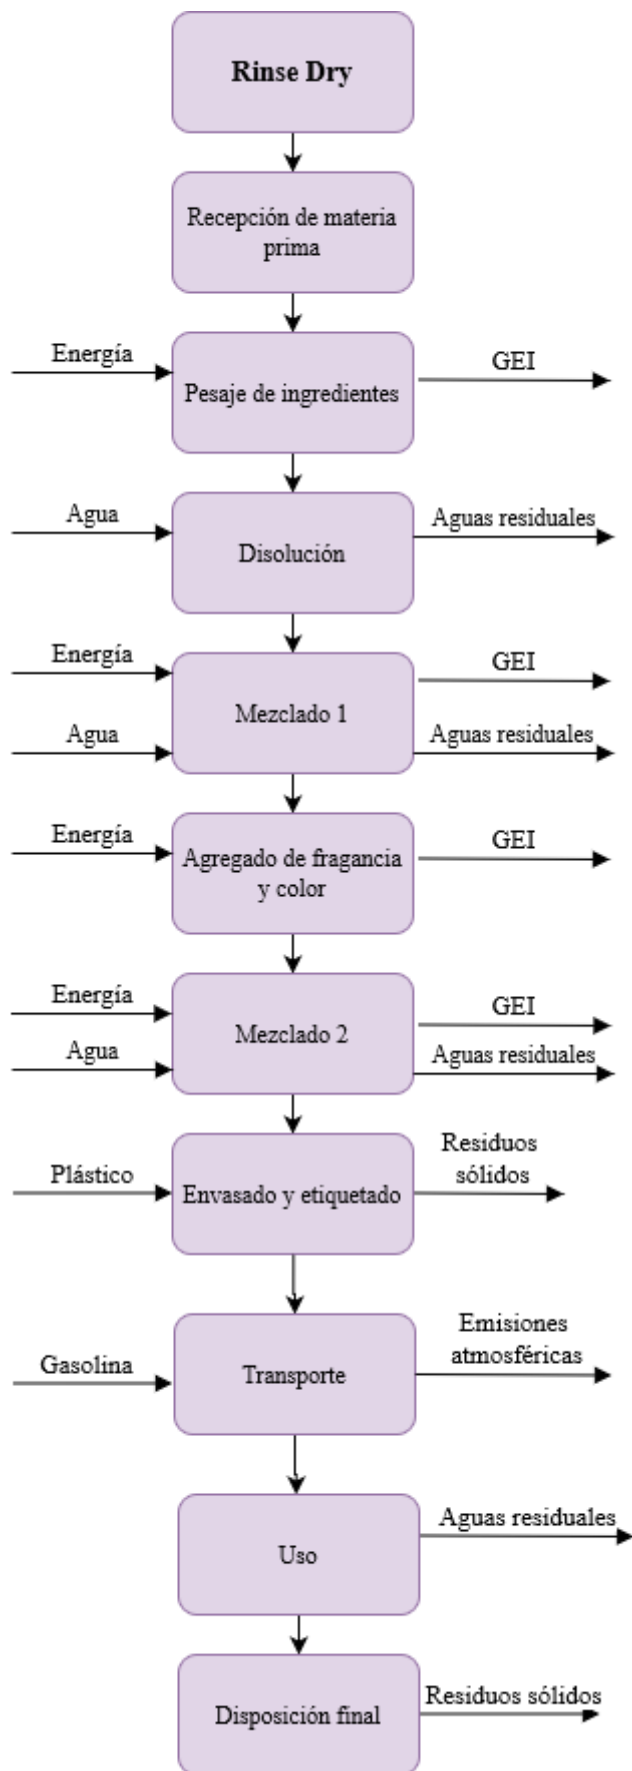 Rinse Dry
Recepción de materia
prima
Energía
GEI
Pesaje de ingredientes
Agua
Aguas residuales
Disolución
Energía
GEI
Mezclado 1
Agua
Aguas residuales
Energía
GEI
Agregado de fragancia
y color
Energía
GEI
Mezclado 2
Agua
Aguas residuales
Residuos
sólidos
Plástico
Envasado y etiquetado
Emisiones
atmosféricas
Gasolina
Transporte
Aguas residuales
Uso
Residuos sólidos
Disposición final